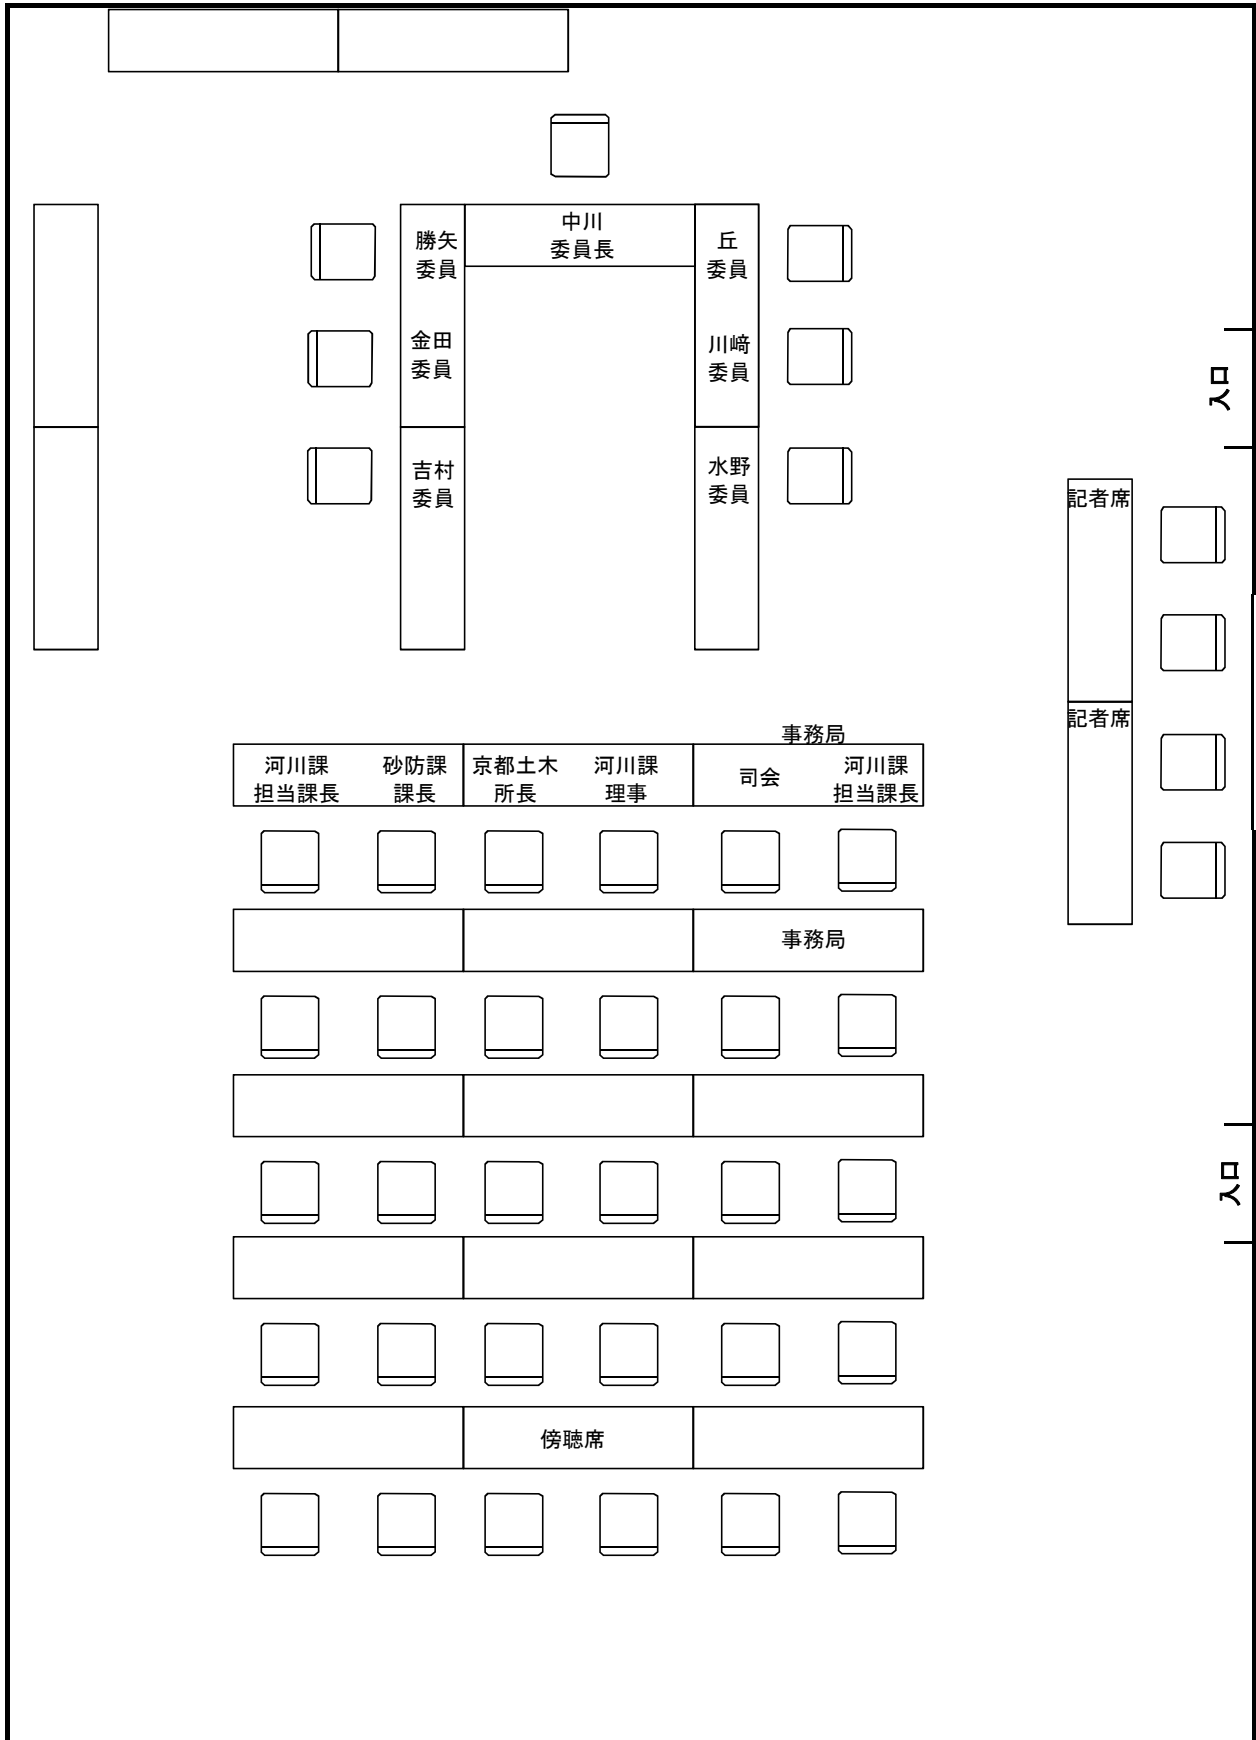 中川
委員長
勝矢
委員
丘
委員
金田
委員
川﨑
委員
入口
吉村
委員
水野
委員
記者席
記者席
事務局
河川課
担当課長
砂防課
課長
京都土木
所長
河川課
理事
司会
河川課
担当課長
事務局
入口
傍聴席